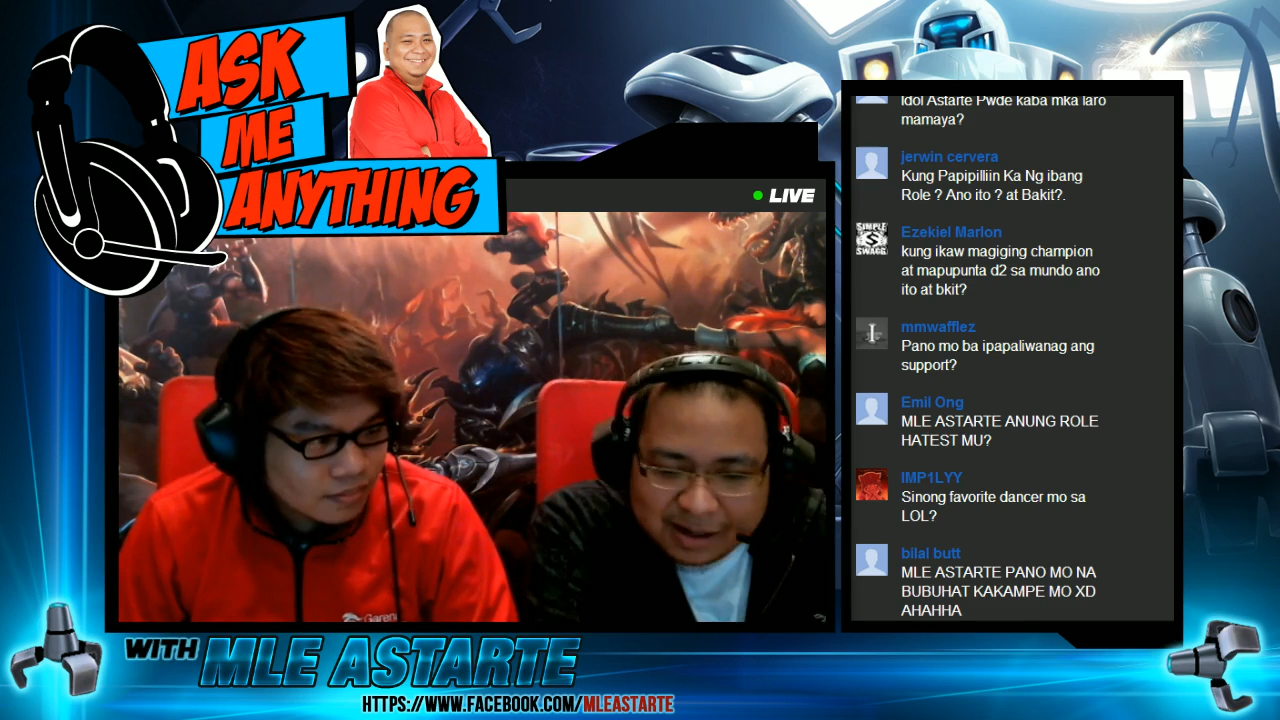 ASK
ME
ANYTHING
LIVE
Idol Astarte Pwde kaba mka laro
mamaya?
jerwin cervera
Kung Papipilliin Ka Ng ibang
Role ? Ano ito ? at Bakit?.
Ezekiel Marlon
SIMPLE
S
SWAGG
kung ikaw magiging champion
at mapupunta d2 sa mundo ano
ito at bkit?
mmwafflez
Pano mo ba ipapaliwanag ang
support?
Emil Ong
MLE ASTARTE ANUNG ROLE
HATEST MU?
IMP1LYY
Sinong favorite dancer mo sa
LOL?
bilal butt
MLE ASTARTE PANO MO NA
BUBUHAT KAKAMPE MO XD
AHAHHA
Garena
WITH MLE ASTARTE
HTTPS://WWW.FACEBOOK.COM/MLEASTARTE